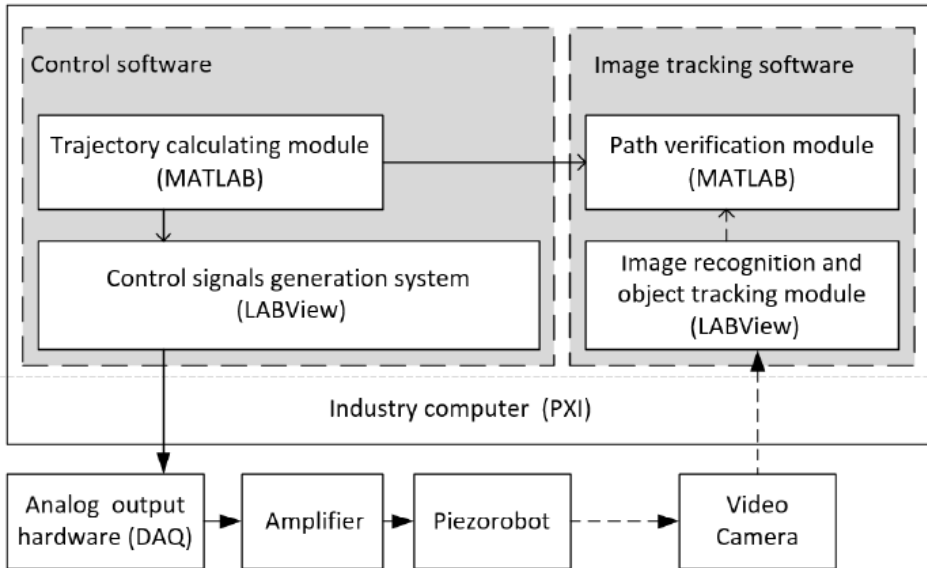 Control software
Image tracking software
Trajectory calculating module
(MATLAB)
Path verification module
(MATLAB)
Control signals generation system
(LABView)
Image recognition and
object tracking module
(LABView)
Industry computer (PXI)
Analog output
hardware (DAQ)
Amplifier
Piezorobot
Video
Camera